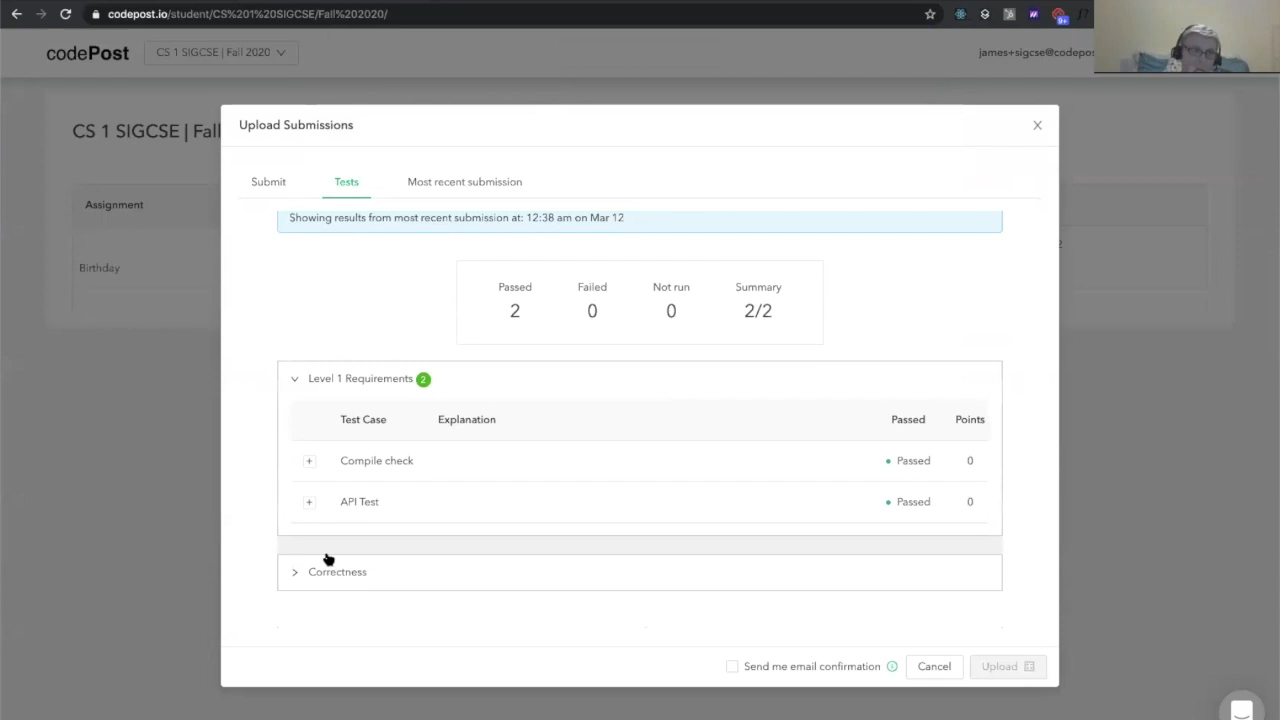 codepost.io/student/CS%201%20SIGCSE/Fall%202020/
9+
f?
codePost
CS 1 SIGCSE | Fall 2020
james+sigcse@codepos
CS 1 SIGCSE | Fall
Upload Submissions
Submit
Tests
Most recent submission
Assignment
Showing results from most recent submission at: 12:38 am on Mar 12
Birthday
Passed
Failed
Not run
Summary
2
0
0
2/2
Level 1 Requirements 2
Test Case
Explanation
Passed
Points
+ Compile check
Passed
0
+ API Test
Passed
0
Correctness
Send me email confirmation
Cancel
Upload